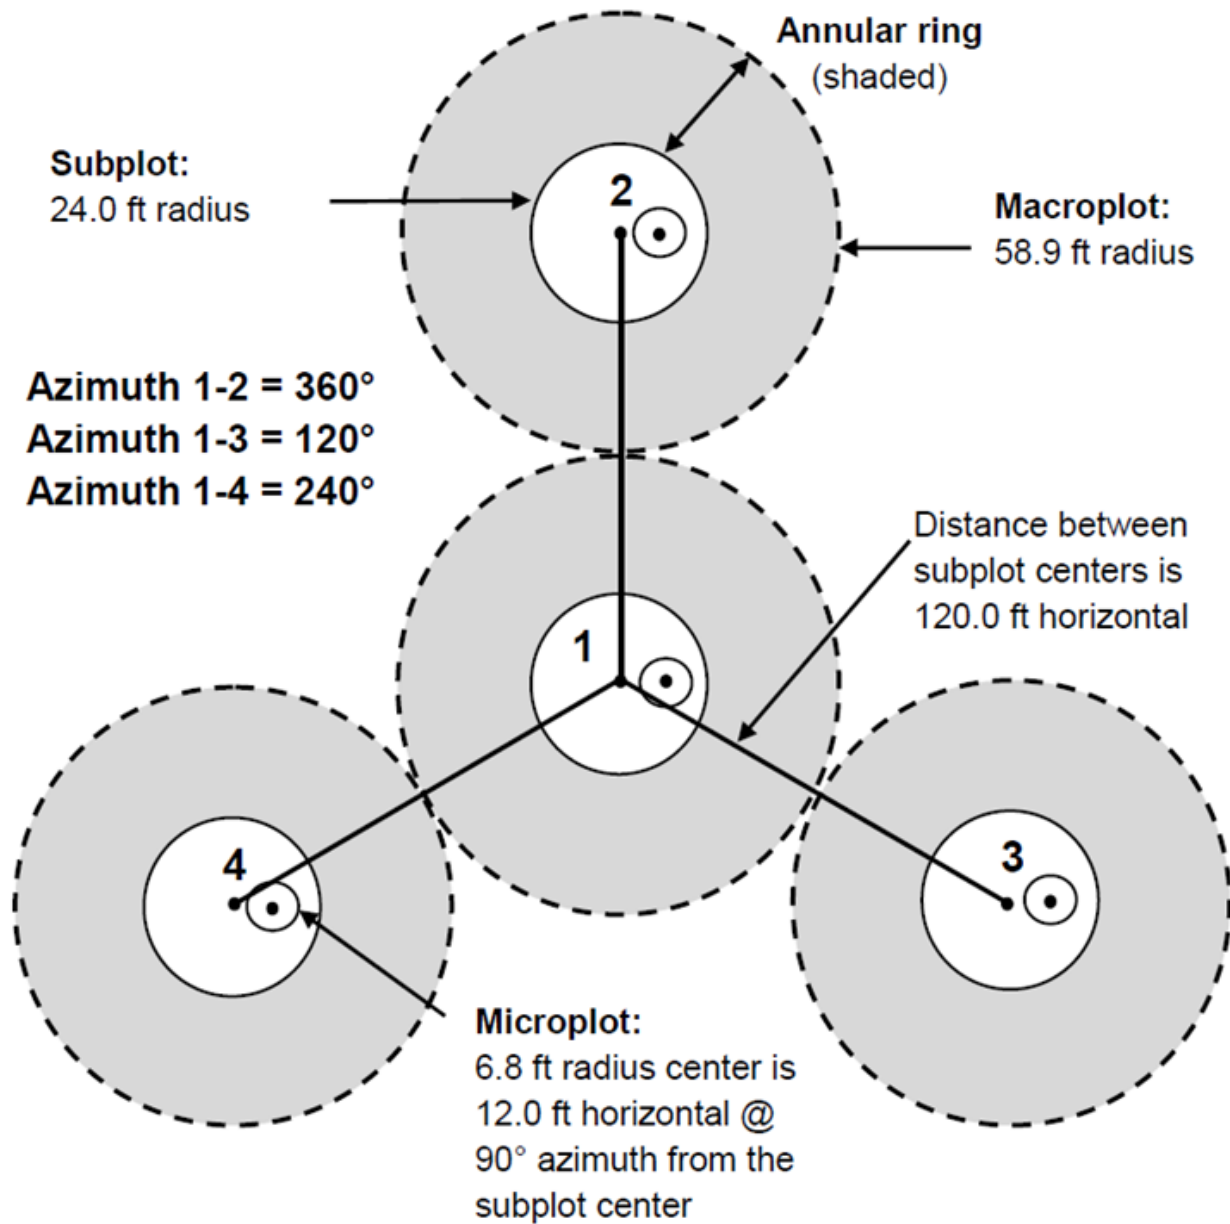 Annular ring
(shaded)
Subplot:
24.0 ft radius
2
Macroplot:
58.9 ft radius
Azimuth 1-2 = 360°
Azimuth 1-3 = 120°
Azimuth 1-4 = 240°
Distance between
subplot centers is
120.0 ft horizontal
1
4
3
Microplot:
6.8 ft radius center is
12.0 ft horizontal @
90° azimuth from the
subplot center